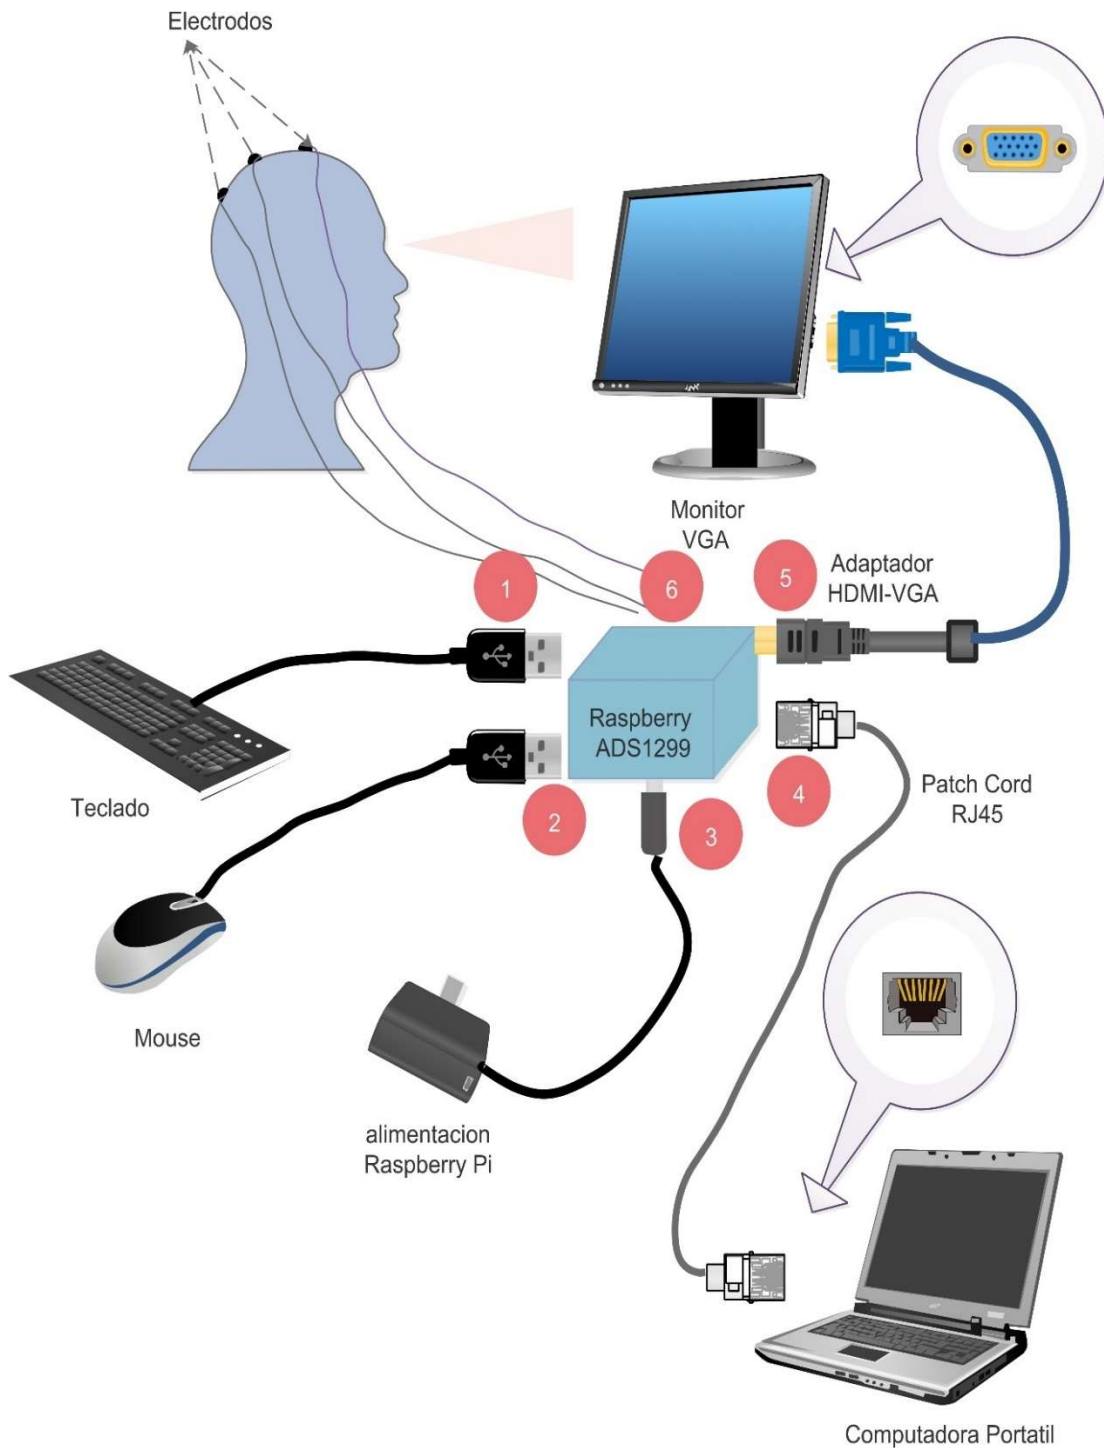 Electrodos
Monitor
VGA
1
6
5
Adaptador
HDMI-VGA
Raspberry
ADS1299
Teclado
2
3
4
Patch Cord
RJ45
Mouse
alimentacion
Raspberry Pi
Computadora Portatil